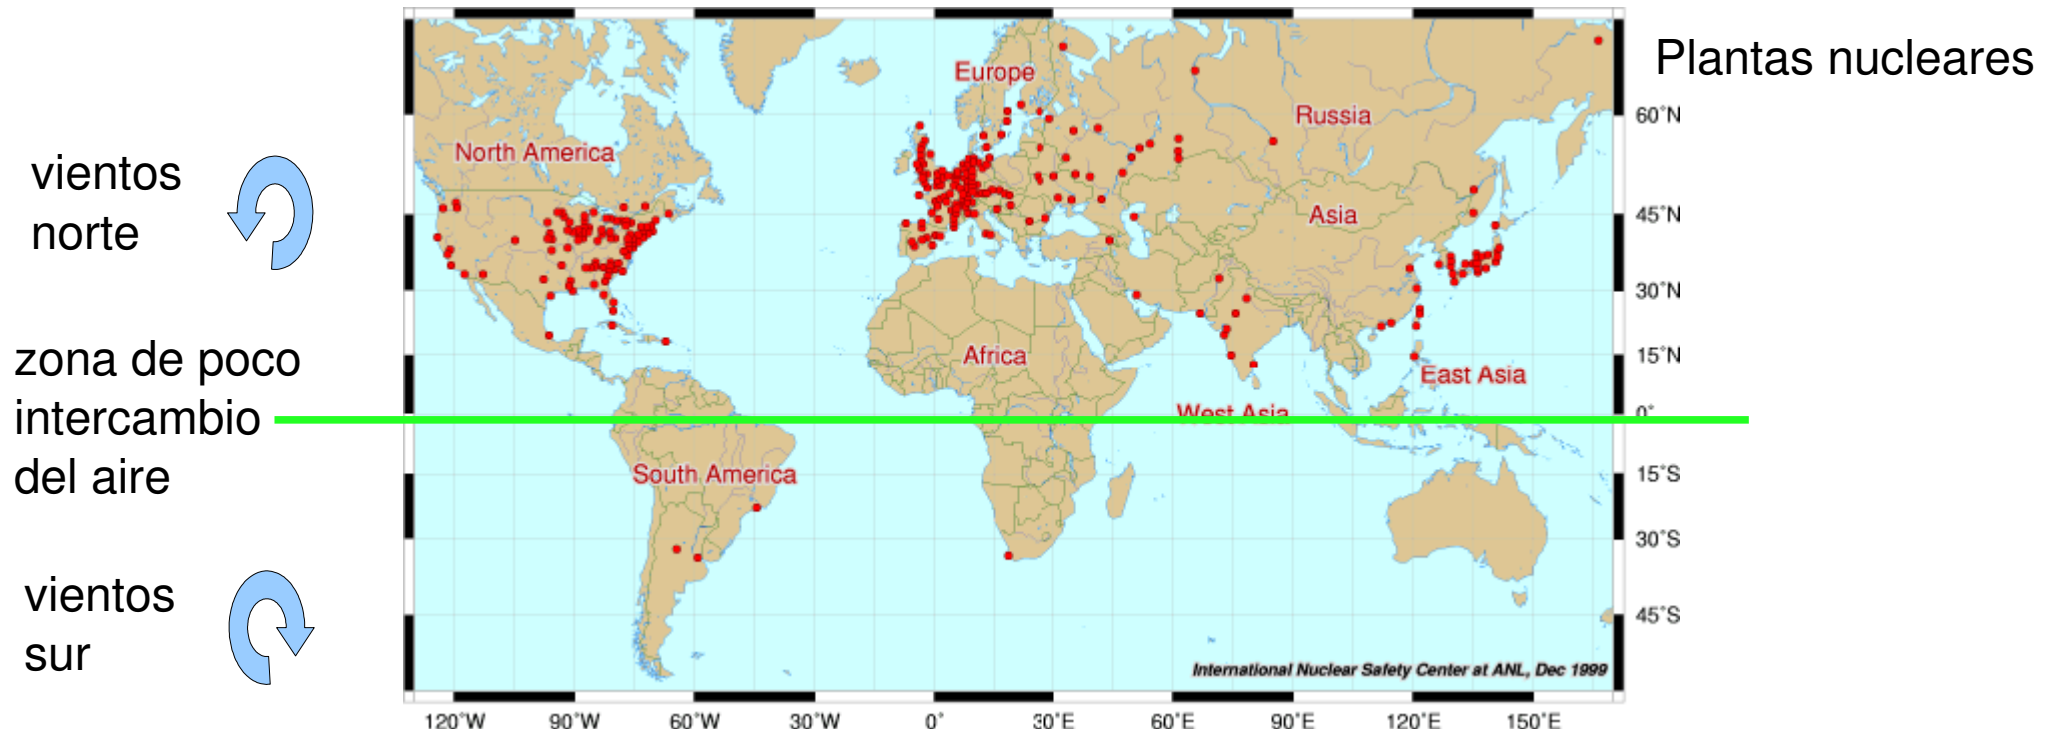 Plantas nucleares
Europe
Russia
60°N
North America
vientos
norte
Asia
45°N
30°N
zona de poco
intercambio
del aire
Africa
15°N
East Asia
West Asia
0°
South America
15°S
30°S
vientos
sur
45°S
International Nuclear Safety Center at ANL, Dec 1999
120°W 90°W 60°W 30°W 0° 30°E 60°E 90°E 120°E 150°E